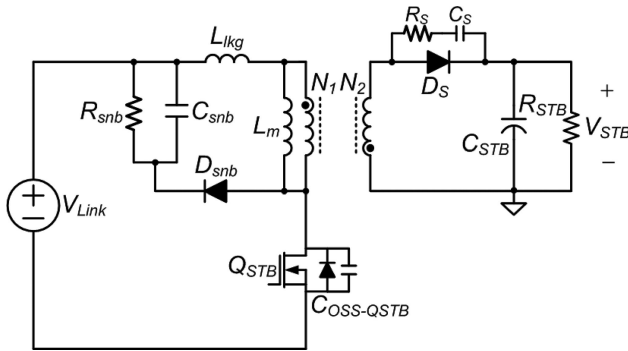 R_S C_S
L_lkg
N_1 N_2
D_S
R_snb C_snb
L_m
R_STB
C_STB
V_STB
+
−
D_snb
+
−
V_Link
Q_STB
C_OSS-QSTB